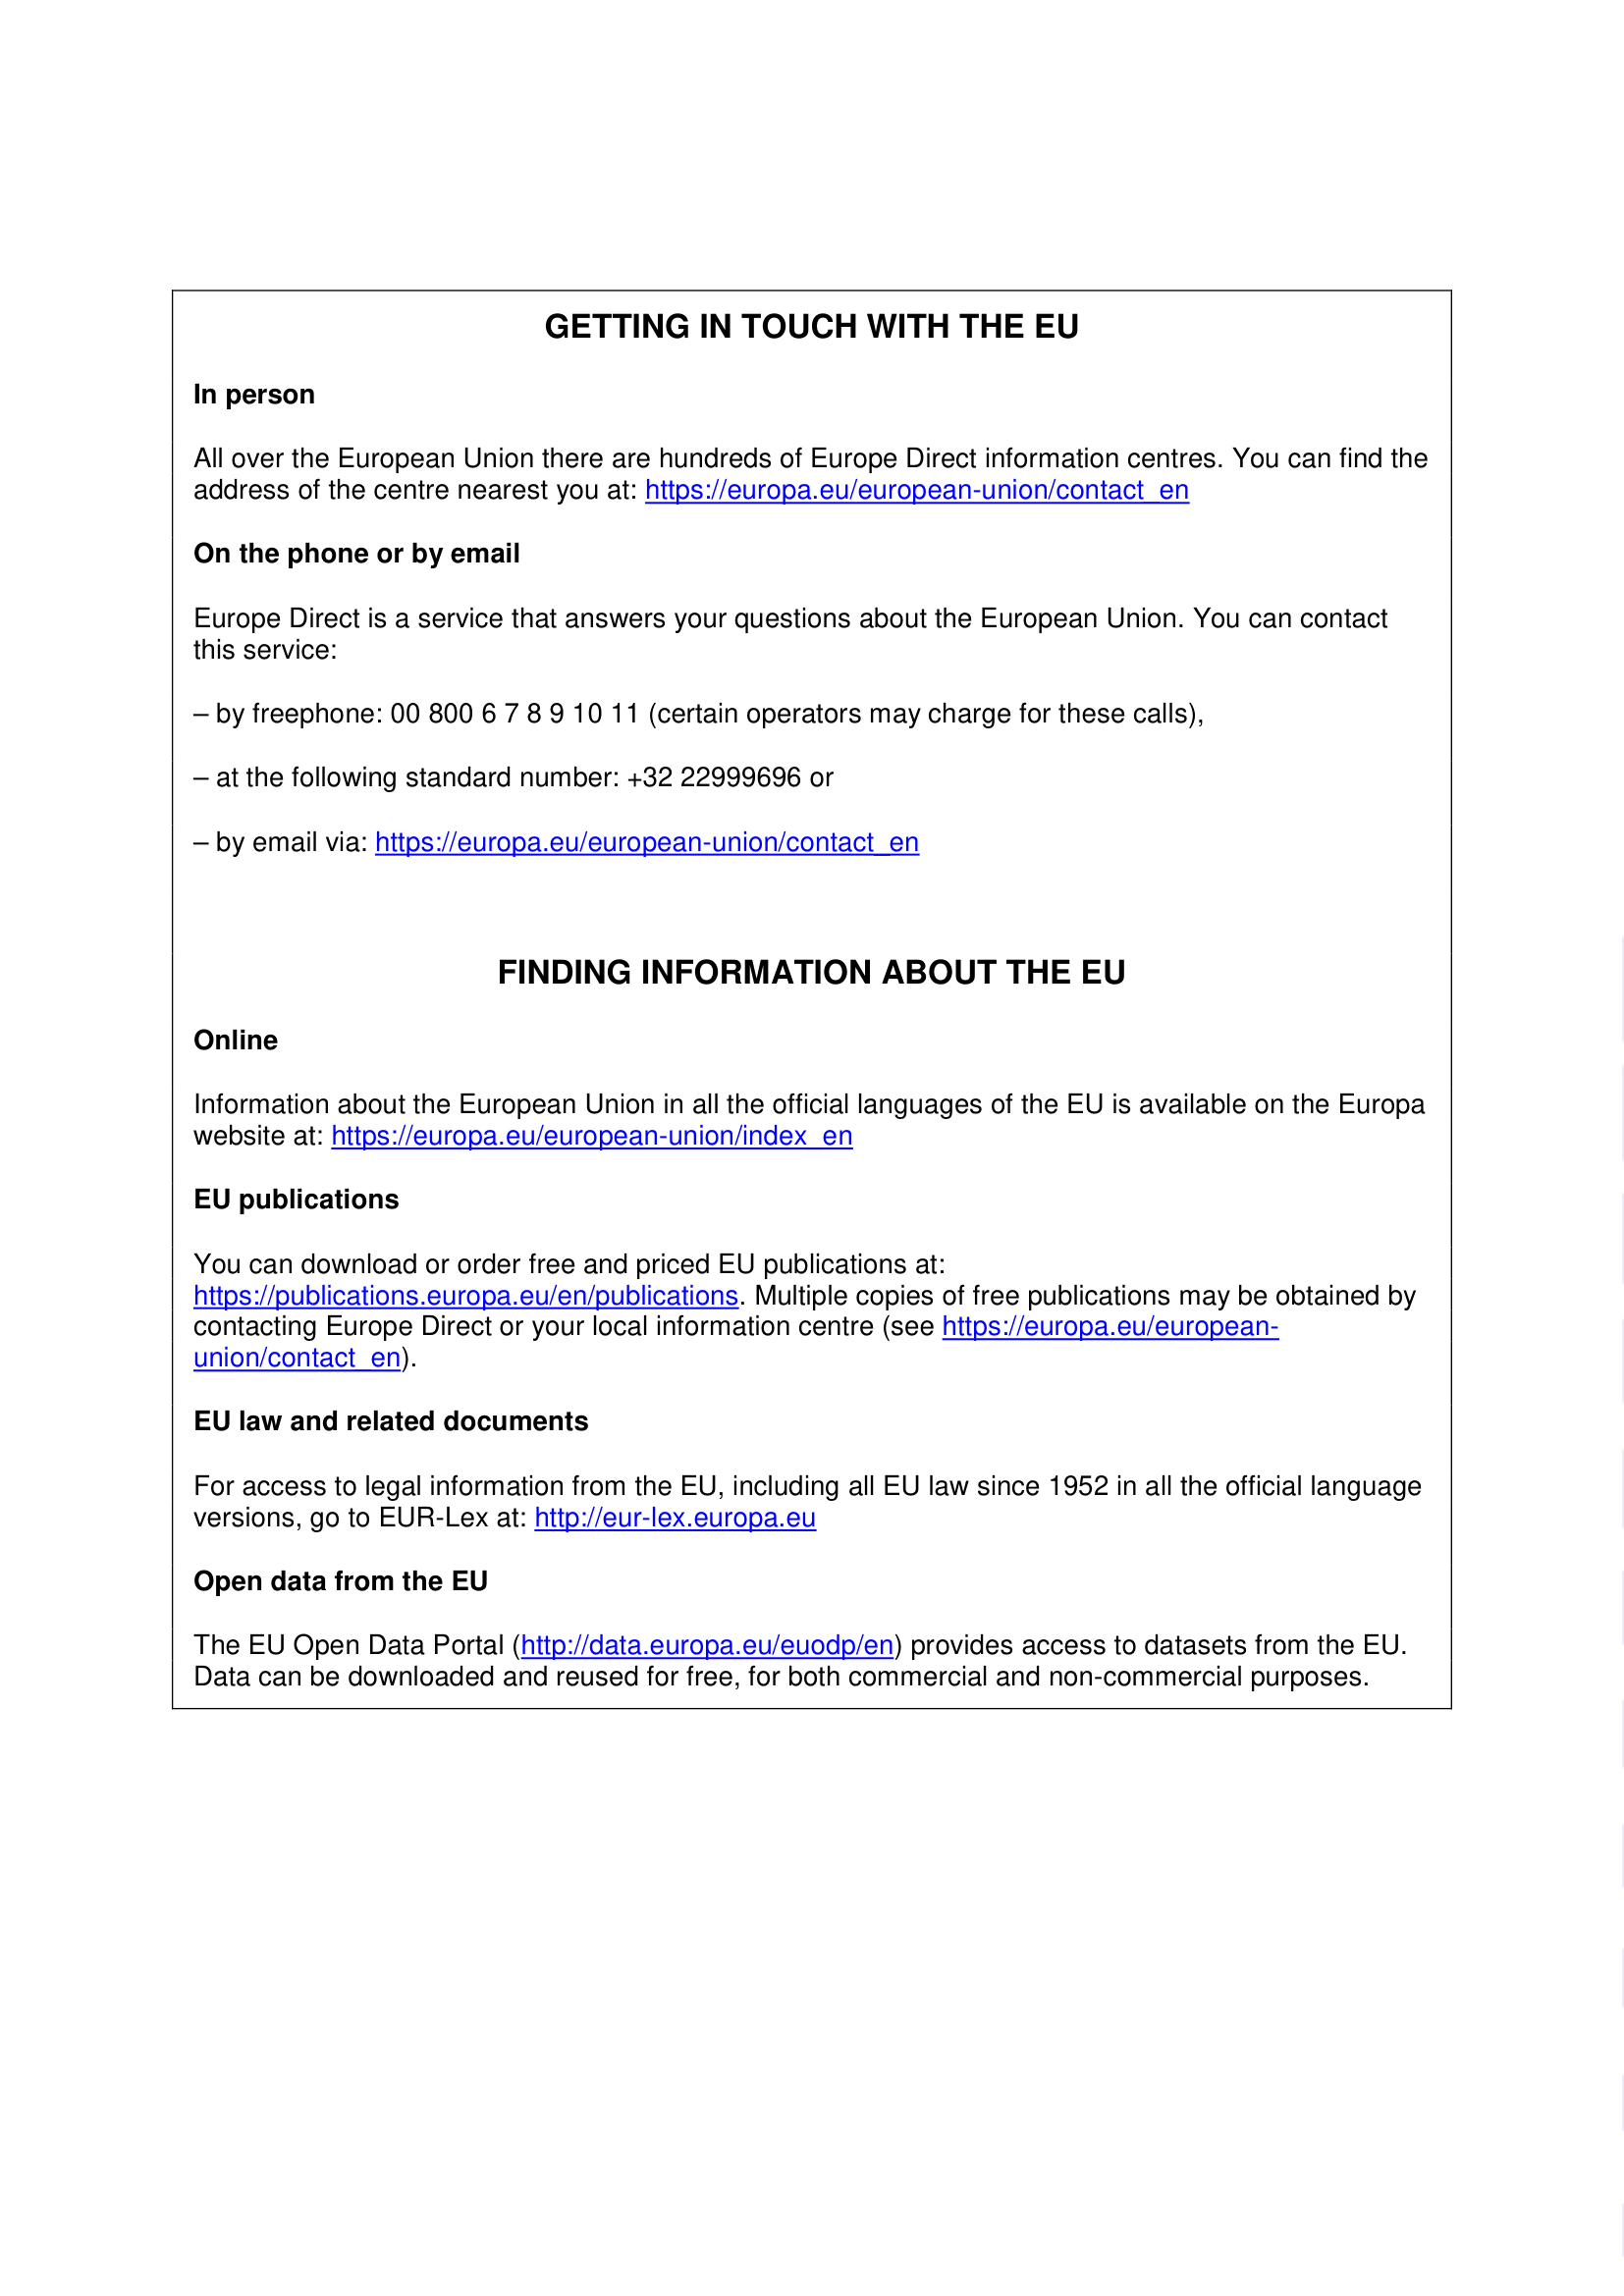 GETTING IN TOUCH WITH THE EU
In person
All over the European Union there are hundreds of Europe Direct information centres. You can find the
address of the centre nearest you at: https://europa.eu/european-union/contact_en
On the phone or by email
Europe Direct is a service that answers your questions about the European Union. You can contact
this service:
– by freephone: 00 800 6 7 8 9 10 11 (certain operators may charge for these calls),
– at the following standard number: +32 22999696 or
– by email via: https://europa.eu/european-union/contact_en
FINDING INFORMATION ABOUT THE EU
Online
Information about the European Union in all the official languages of the EU is available on the Europa
website at: https://europa.eu/european-union/index_en
EU publications
You can download or order free and priced EU publications at:
https://publications.europa.eu/en/publications. Multiple copies of free publications may be obtained by
contacting Europe Direct or your local information centre (see https://europa.eu/european-
union/contact_en).
EU law and related documents
For access to legal information from the EU, including all EU law since 1952 in all the official language
versions, go to EUR-Lex at: http://eur-lex.europa.eu
Open data from the EU
The EU Open Data Portal (http://data.europa.eu/euodp/en) provides access to datasets from the EU.
Data can be downloaded and reused for free, for both commercial and non-commercial purposes.